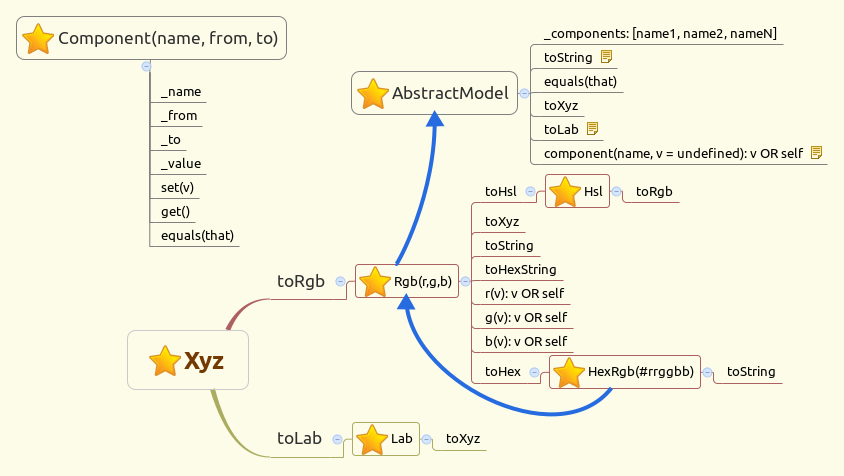 Component(name, from, to)
_name
_from
_to
_value
set(v)
get()
equals(that)
AbstractModel
_components: [name1, name2, nameN]
toString
equals(that)
toXyz
toLab
component(name, v = undefined): v OR self
toRgb
Rgb(r,g,b)
toHsl
Hsl
toRgb
toXyz
toString
toHexString
r(v): v OR self
g(v): v OR self
b(v): v OR self
toHex
HexRgb(#rrggbb)
toString
Xyz
toLab
Lab
toXyz